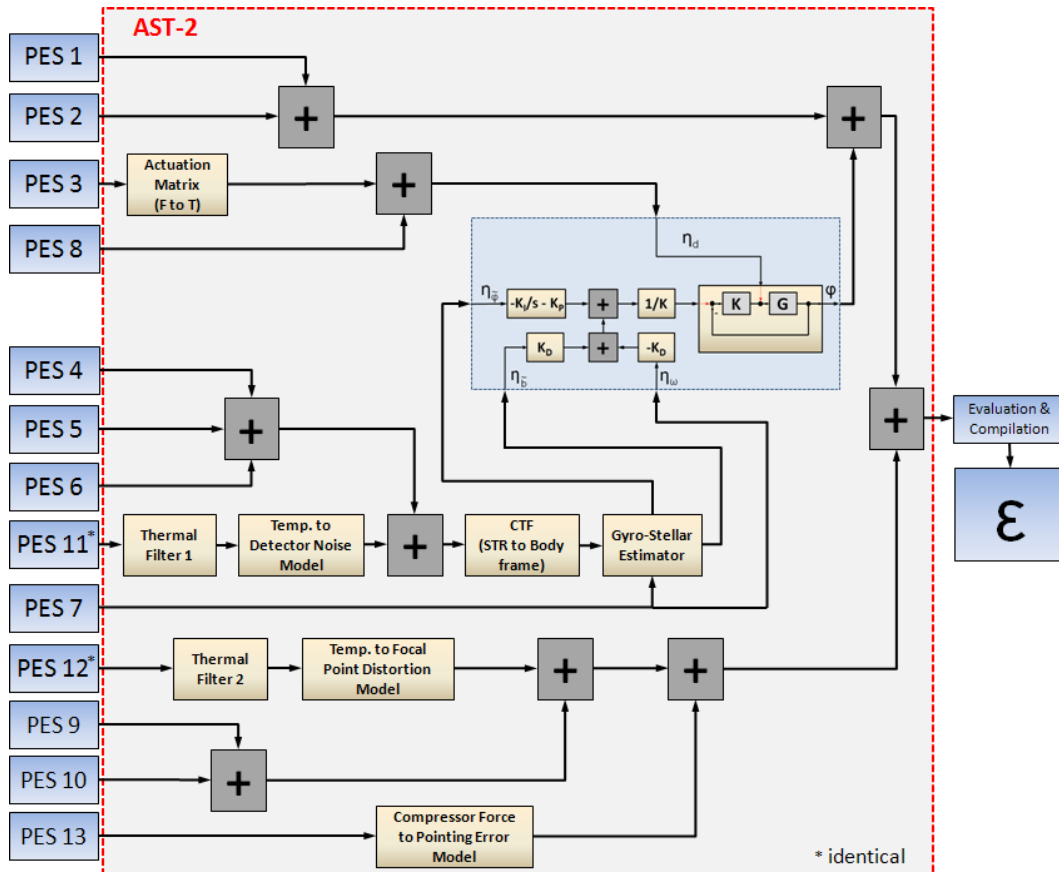 AST-2
PES 1
PES 2
+
+
PES 3
Actuation
Matrix
(F to T)
+
PES 8
η_d
η_φ̃
-K_I/s - K_P
+
1/K
-
K
G
φ
K_D
+
-K_D
η_b̃
η_ω
PES 4
PES 5
+
PES 6
+
Evaluation &
Compilation
ε
PES 11*
Thermal
Filter 1
Temp. to
Detector Noise
Model
+
CTF
(STR to Body
frame)
Gyro-Stellar
Estimator
PES 7
PES 12*
Thermal
Filter 2
Temp. to Focal
Point Distortion
Model
+
+
PES 9
PES 10
+
PES 13
Compressor Force
to Pointing Error
Model
* identical